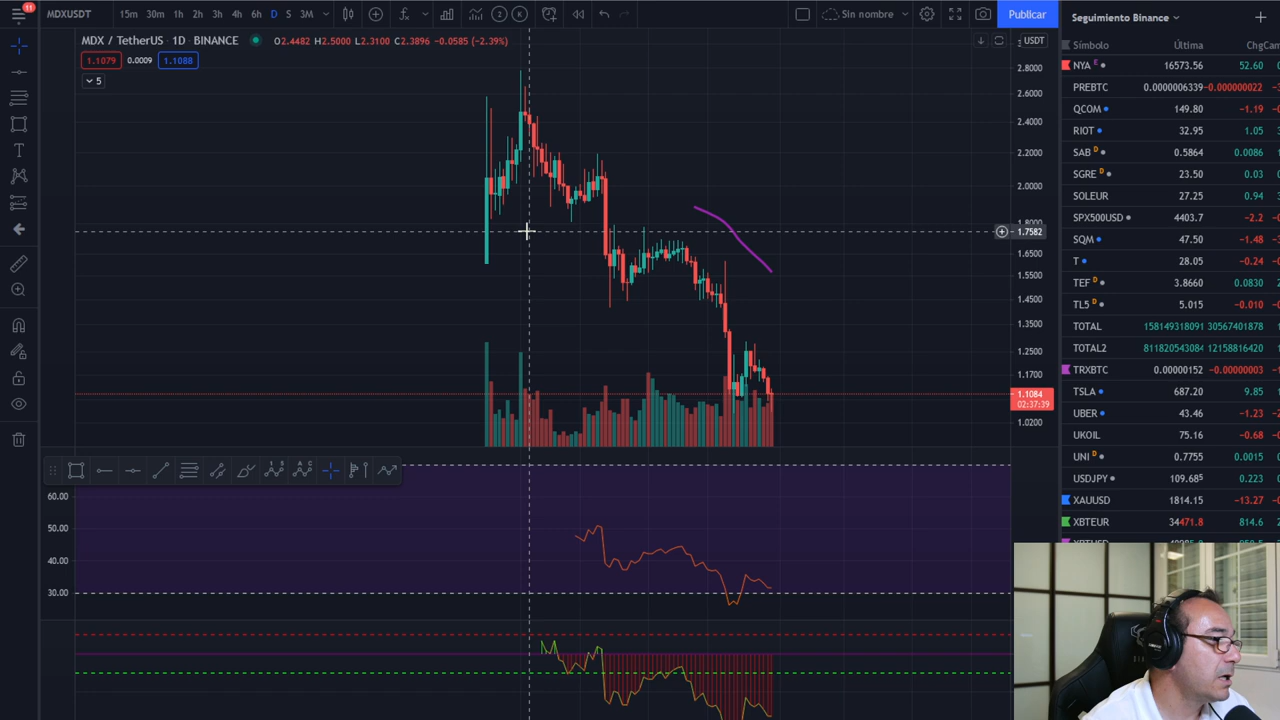 11
MDXUSDT 15m 30m 1h 2h 3h 4h 6h D S 3M 2 K Sin nombre Publicar
MDX / TetherUS · 1D · BINANCE O2.4482 H2.5000 L2.3100 C2.3896 -0.0585 (-2.39%)
1.1079 0.0009 1.1088
5
USDT
2.8000
2.6000
2.4000
2.2000
2.0000
1.8000
1.7582
1.6500
1.5500
1.4500
1.3500
1.2500
1.1700
1.1084
02:37:39
1.0200
60.00
50.00
40.00
30.00
Seguimiento Binance
Símbolo Última Chg
NYA E 16573.56 52.60
PREBTC 0.0000006339 -0.000000022
QCOM 149.80 -1.19
RIOT 32.95 1.05
SAB D 0.5864 0.0086
SGRE D 23.50 0.03
SOLEUR 27.25 0.94
SPX500USD 4403.7 -2.2
SQM 47.50 -1.48
T 28.05 -0.24
TEF D 3.8660 0.0830
TL5 D 5.015 -0.010
TOTAL 158149318091 30567401878
TOTAL2 811820543084 12158816420
TRXBTC 0.00000152 -0.00000003
TSLA 687.20 9.85
UBER 43.46 -1.23
UKOIL 75.16 -0.68
UNI D 0.7755 0.0015
USDJPY 109.685 0.223
XAUUSD 1814.15 -13.27
XBTEUR 34471.8 814.6